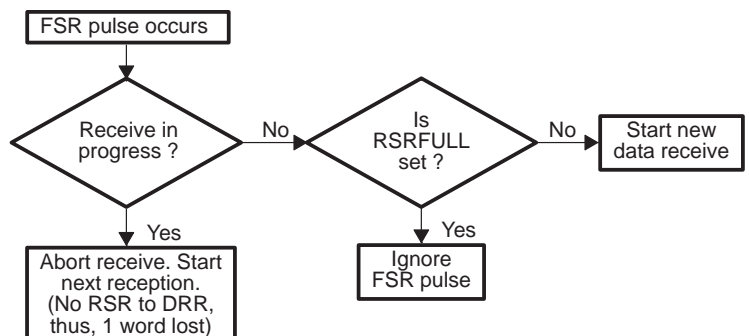 FSR pulse occurs
Receive in
progress ?
No
Is
RSRFULL
set ?
No
Start new
data receive
Yes
Abort receive. Start
next reception.
(No RSR to DRR,
thus, 1 word lost)
Yes
Ignore
FSR pulse